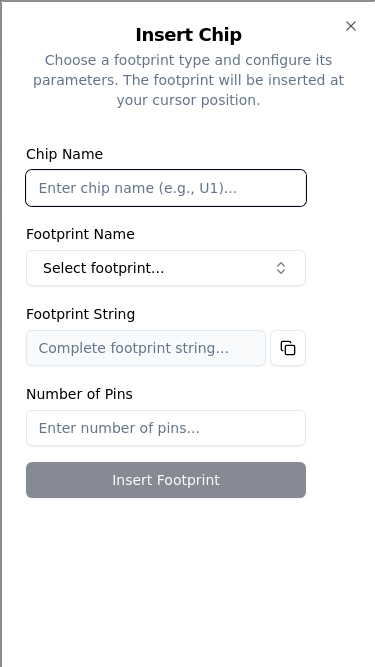 Insert Chip
Choose a footprint type and configure its
parameters. The footprint will be inserted at
your cursor position.
Chip Name
Enter chip name (e.g., U1)...
Footprint Name
Select footprint...
Footprint String
Complete footprint string...
Number of Pins
Enter number of pins...
Insert Footprint